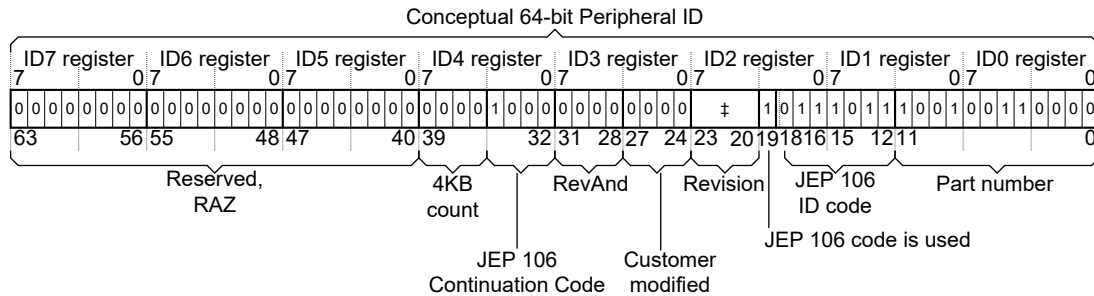 Conceptual 64-bit Peripheral ID
ID7 register ID6 register ID5 register ID4 register ID3 register ID2 register ID1 register ID0 register
7 0 7 0 7 0 7 0 7 0 7 0 7 0
0 0 0 0 0 0 0 0 0 0 0 0 0 0 0 0 0 0 0 0 0 0 0 0 0 0 0 0 1 0 0 0 0 0 0 0 0 0 0 0 ‡ 1 0 1 1 1 0 1 1 1 0 0 1 0 0 1 1 0 0 0 0
63 56 55 48 47 40 39 32 31 28 27 24 23 20 19 18 16 15 12 11 0
Reserved, RAZ
4KB count
RevAnd
Revision
JEP 106 ID code
Part number
JEP 106 code is used
JEP 106 Continuation Code
Customer modified